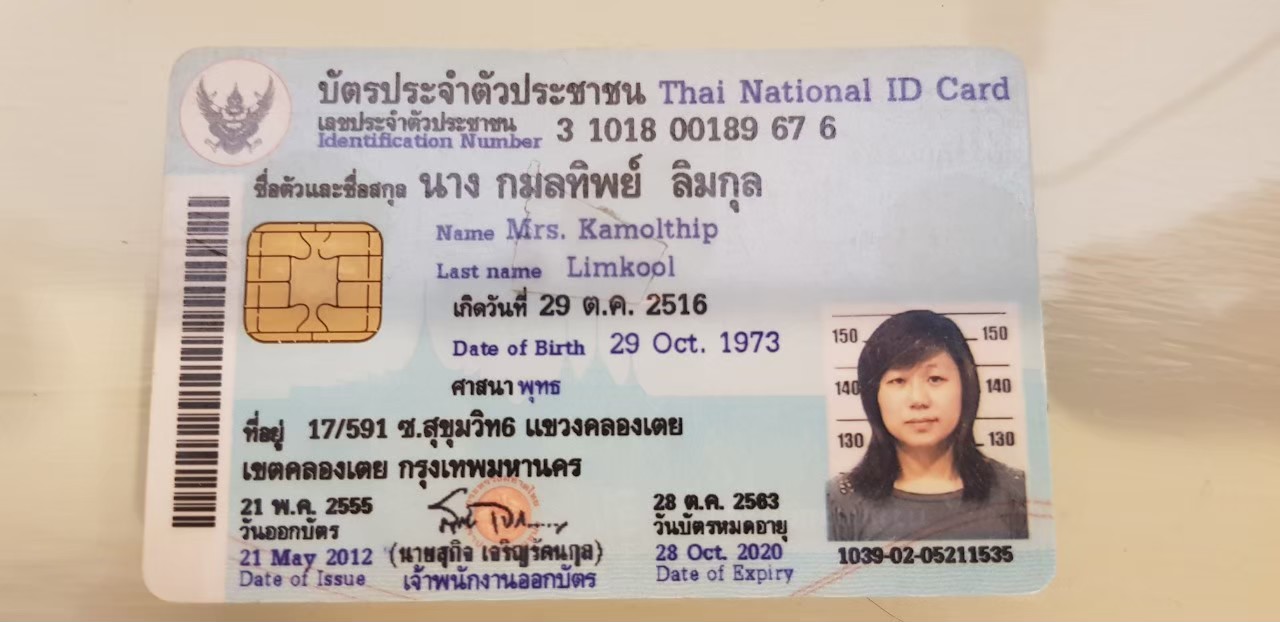 บัตรประจำตัวประชาชน Thai National ID Card
เลขประจำตัวประชาชน
Identification Number 3 1018 00189 67 6
ชื่อตัวและชื่อสกุล นาง กมลทิพย์ ลิมกุล
Name Mrs. Kamolthip
Last name Limkool
เกิดวันที่ 29 ต.ค. 2516
Date of Birth 29 Oct. 1973
ศาสนา พุทธ
ที่อยู่ 17/591 ซ.สุขุมวิท6 แขวงคลองเตย
เขตคลองเตย กรุงเทพมหานคร
21 พ.ค. 2555
วันออกบัตร
21 May 2012
Date of Issue
(นายสุกิจ เจริญรัตนกุล)
เจ้าพนักงานออกบัตร
28 ต.ค. 2563
วันบัตรหมดอายุ
28 Oct. 2020
Date of Expiry
150 150
140 140
130 130
1039-02-05211535